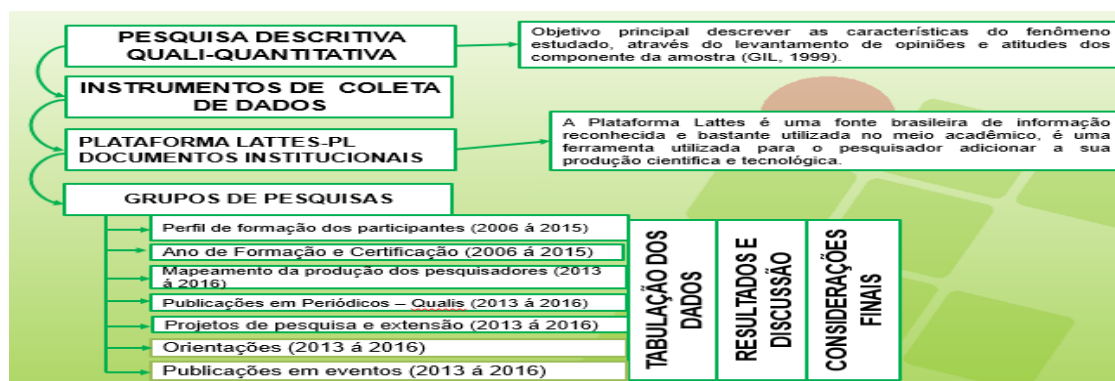 PESQUISA DESCRITIVA
QUALI-QUANTITATIVA
Objetivo principal descrever as características do fenômeno
estudado, através do levantamento de opiniões e atitudes dos
componente da amostra (GIL, 1999).
INSTRUMENTOS DE COLETA
DE DADOS
PLATAFORMA LATTES-PL
DOCUMENTOS INSTITUCIONAIS
A Plataforma Lattes é uma fonte brasileira de informação
reconhecida e bastante utilizada no meio acadêmico, é uma
ferramenta utilizada para o pesquisador adicionar a sua
produção cientifica e tecnológica.
GRUPOS DE PESQUISAS
Perfil de formação dos participantes (2006 á 2015)
Ano de Formação e Certificação (2006 á 2015)
Mapeamento da produção dos pesquisadores (2013
á 2016)
Publicações em Periódicos – Qualis (2013 á 2016)
Projetos de pesquisa e extensão (2013 á 2016)
Orientações (2013 á 2016)
Publicações em eventos (2013 á 2016)
TABULAÇÃO DOS
DADOS
RESULTADOS E
DISCUSSÃO
CONSIDERAÇÕES
FINAIS